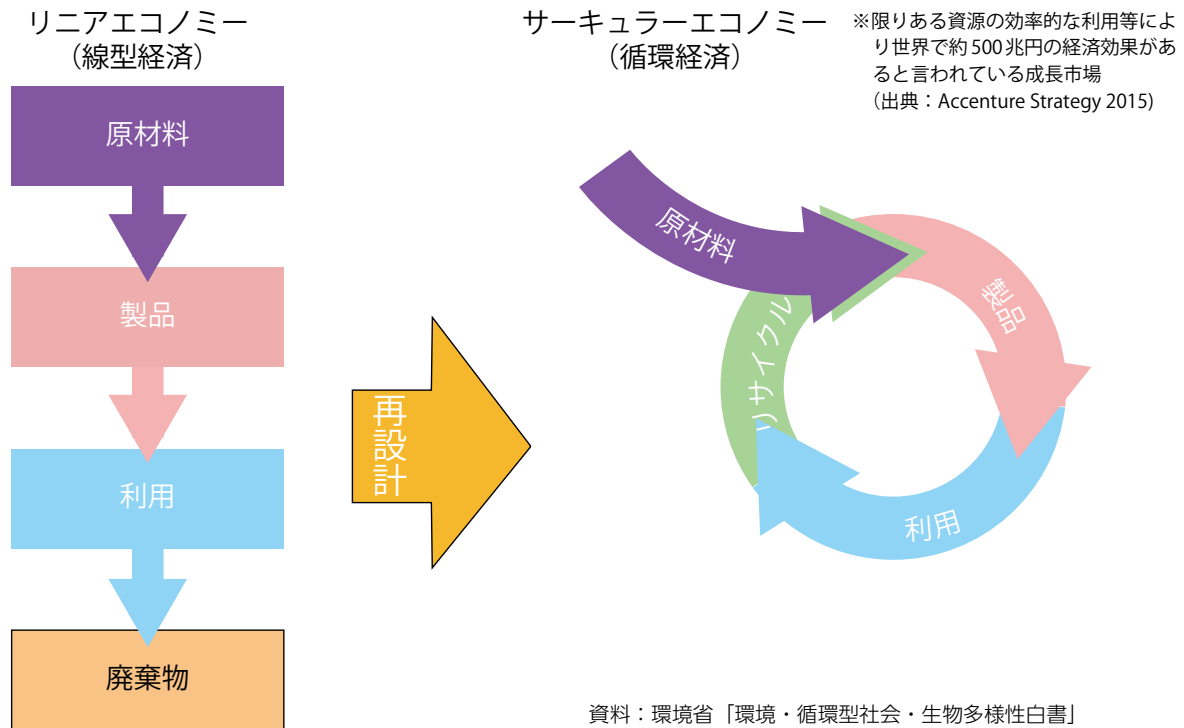 リニアエコノミー
（線型経済）
原材料
製品
利用
廃棄物
再設計
サーキュラーエコノミー
（循環経済）
※限りある資源の効率的な利用等によ
り世界で約500兆円の経済効果があ
ると言われている成長市場
（出典：Accenture Strategy 2015)
原材料
製品
利用
リサイクル
資料：環境省「環境・循環型社会・生物多様性白書」